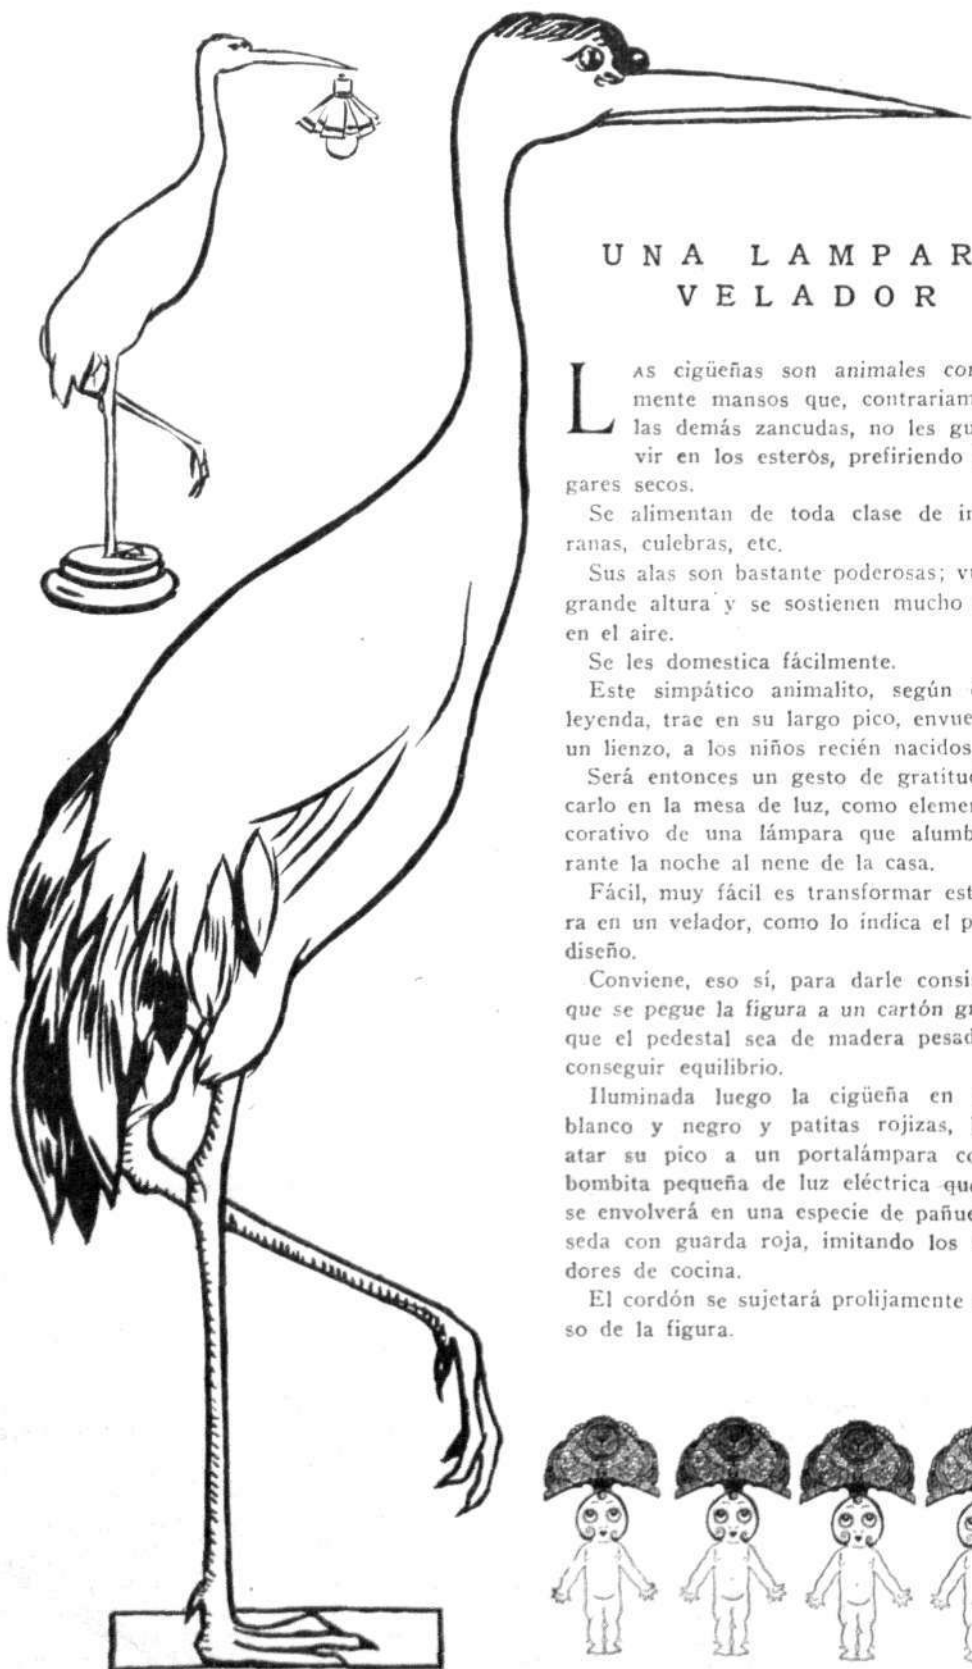 UNA LAMPAR
VELADOR
LAS cigüeñas son animales com
mente mansos que, contrariam
las demás zancudas, no les gu
vir en los esteròs, prefiriendo
gares secos.
Se alimentan de toda clase de in
ranas, culebras, etc.
Sus alas son bastante poderosas; vu
grande altura y se sostienen mucho
en el aire.
Se les domestica fácilmente.
Este simpático animalito, según
leyenda, trae en su largo pico, envue
un lienzo, a los niños recién nacidos
Será entonces un gesto de gratitud
carlo en la mesa de luz, como elemen
corativo de una lámpara que alumb
rante la noche al nene de la casa.
Fácil, muy fácil es transformar est
ra en un velador, como lo indica el p
diseño.
Conviene, eso sí, para darle consis
que se pegue la figura a un cartón gr
que el pedestal sea de madera pesad
conseguir equilibrio.
Iluminada luego la cigüeña en
blanco y negro y patitas rojizas,
atar su pico a un portalámpara co
bombita pequeña de luz eléctrica que
se envolverá en una especie de pañue
seda con guarda roja, imitando los
dores de cocina.
El cordón se sujetará prolijamente
so de la figura.